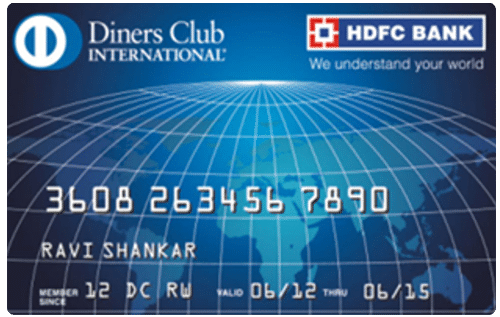 Diners Club
INTERNATIONAL®
HDFC BANK
We understand your world
3608 263456 7890
RAVI SHANKAR
MEMBER SINCE 12 DC RW VALID 06/12 THRU 06/15